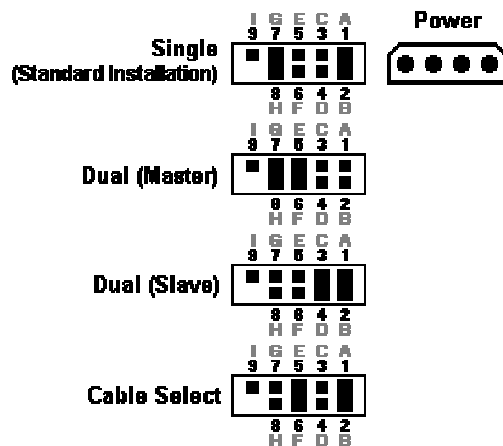 I G E C A
9 7 5 3 1
Power
Single
(Standard Installation)
8 6 4 2
H F D B
I G E C A
9 7 5 3 1
Dual (Master)
8 6 4 2
H F D B
I G E C A
9 7 5 3 1
Dual (Slave)
8 6 4 2
H F D B
I G E C A
9 7 5 3 1
Cable Select
8 6 4 2
H F D B